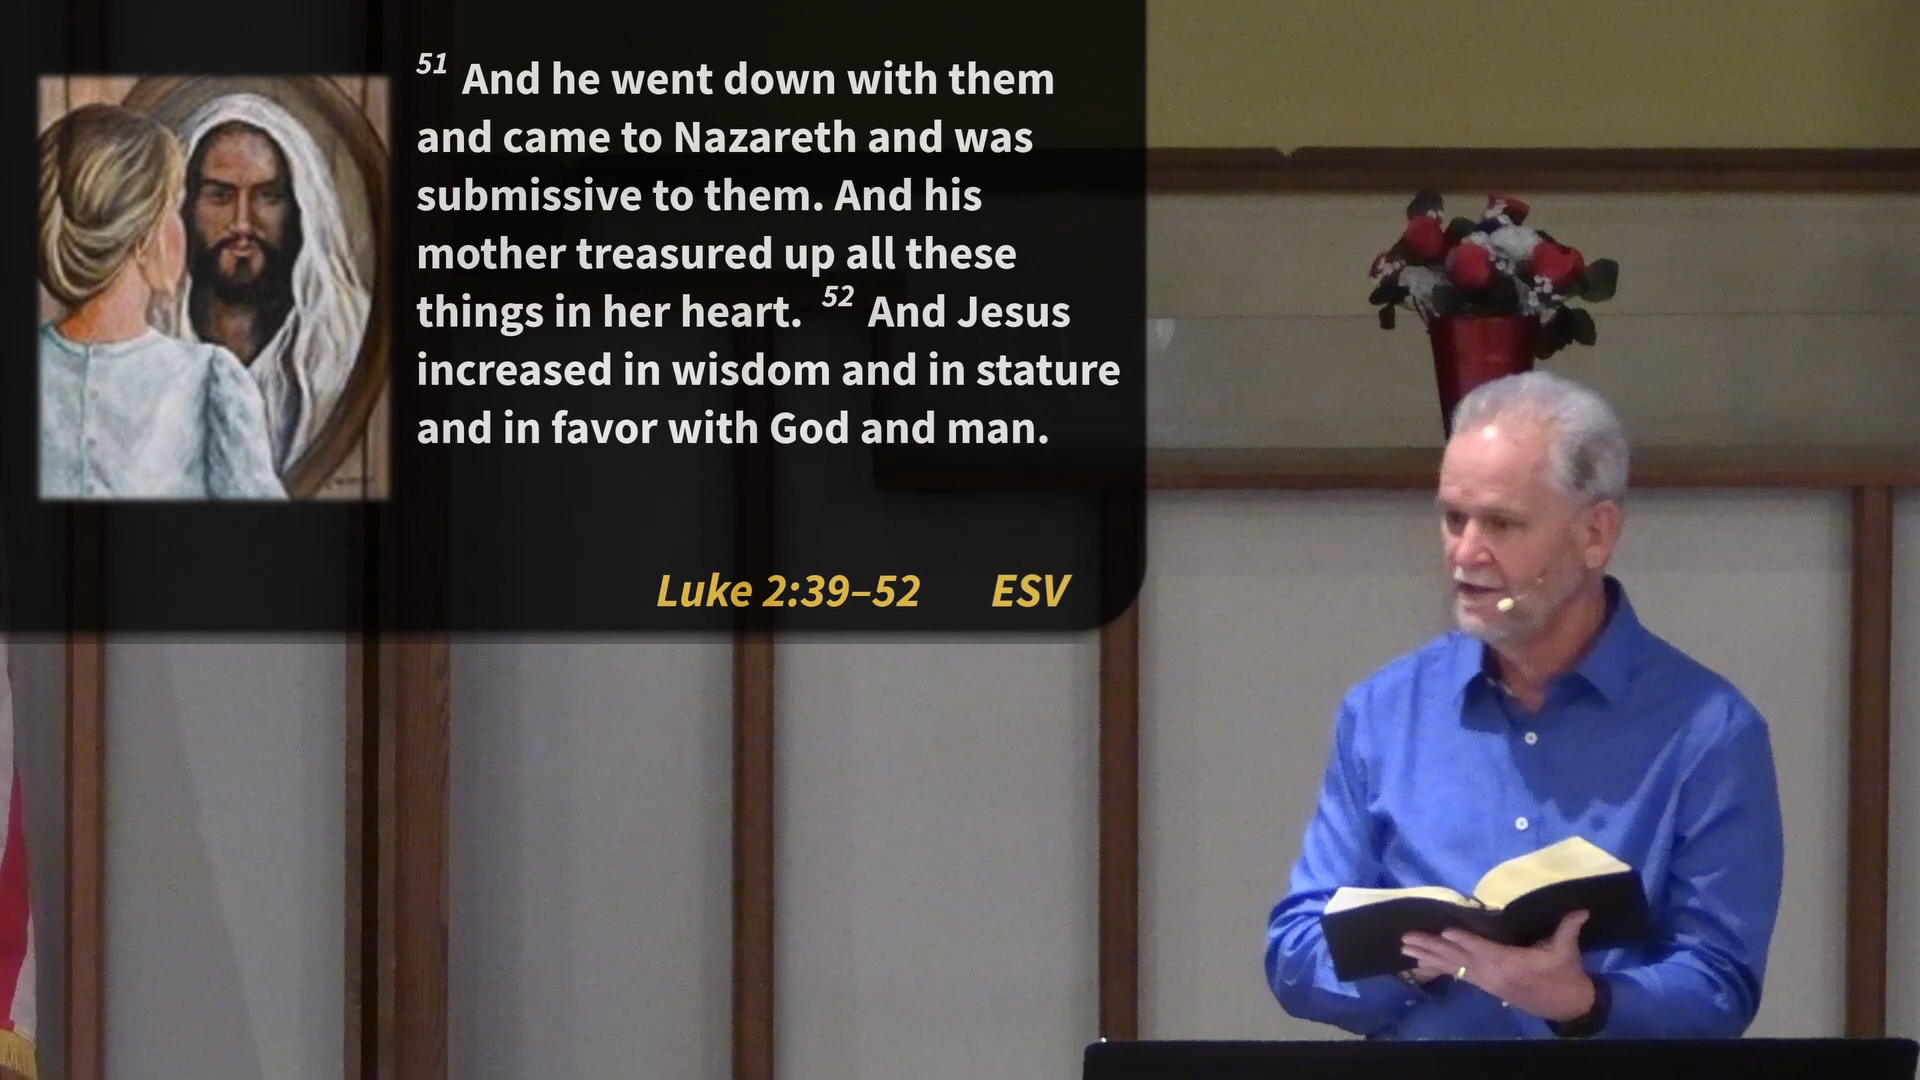 51 And he went down with them
and came to Nazareth and was
submissive to them. And his
mother treasured up all these
things in her heart. 52 And Jesus
increased in wisdom and in stature
and in favor with God and man.
Luke 2:39–52 ESV